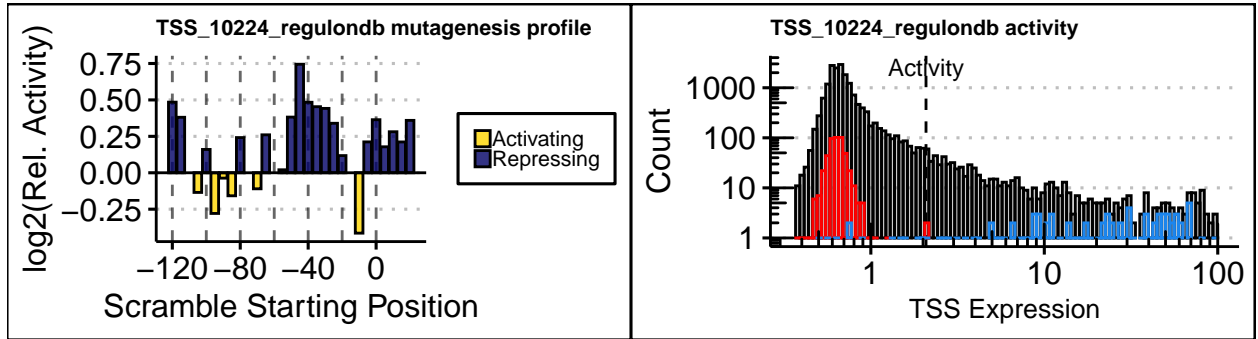 TSS_10224_regulondb mutagenesis profile
log2(Rel. Activity)
0.75
0.50
0.25
0.00
−0.25
−120
−80
−40
0
Scramble Starting Position
Activating
Repressing
TSS_10224_regulondb activity
Activity
Count
1000
100
10
1
1
10
100
TSS Expression